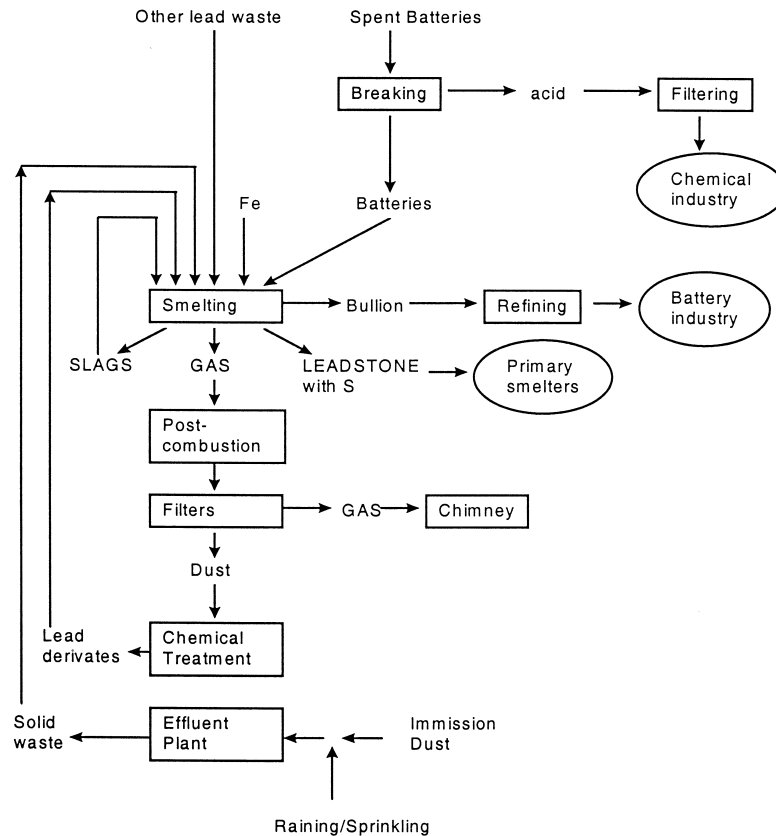 Other lead waste
Spent Batteries
Breaking
acid
Filtering
Chemical
industry
Fe
Batteries
Smelting
Bullion
Refining
Battery
industry
SLAGS
GAS
LEADSTONE
with S
Primary
smelters
Post-
combustion
Filters
GAS
Chimney
Dust
Lead
derivates
Chemical
Treatment
Solid
waste
Effluent
Plant
Immission
Dust
Raining/Sprinkling